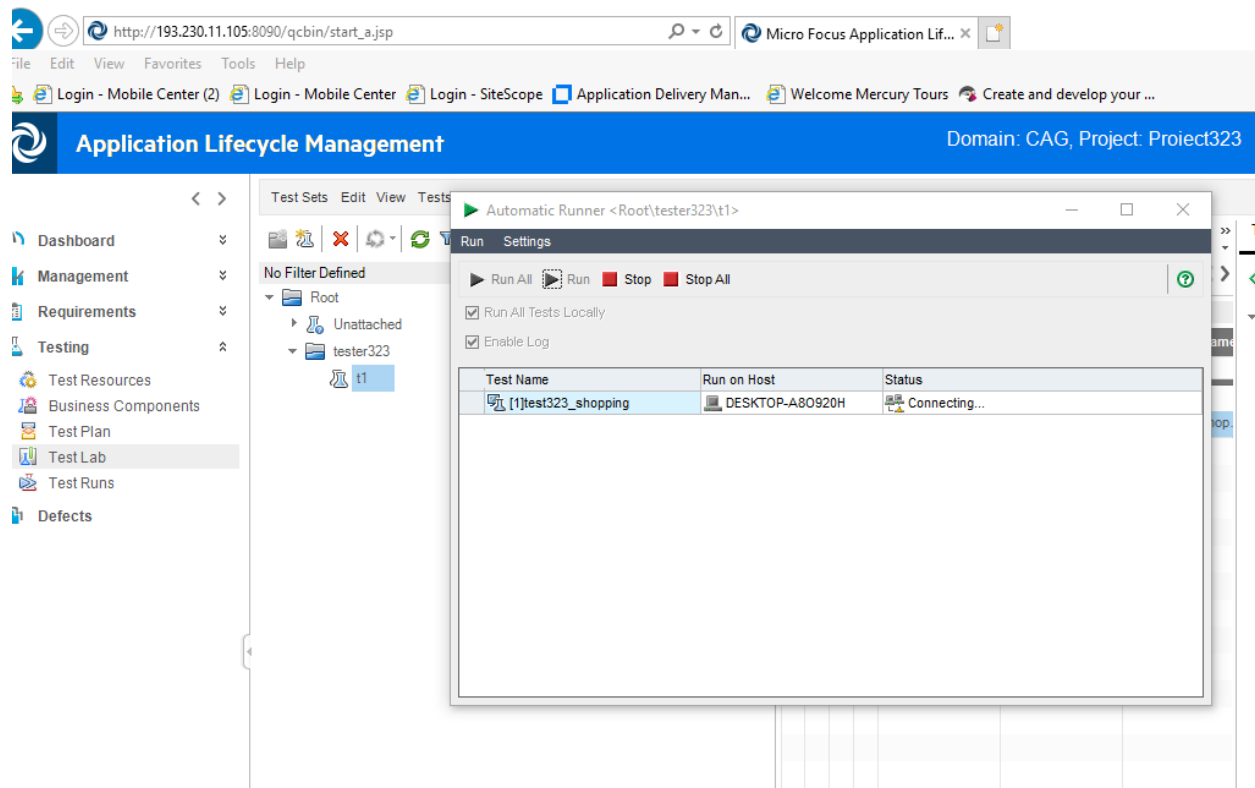 http://193.230.11.105:8090/qcbin/start_a.jsp
Micro Focus Application Lif...
File Edit View Favorites Tools Help
Login - Mobile Center (2) Login - Mobile Center Login - SiteScope Application Delivery Man... Welcome Mercury Tours Create and develop your ...
Application Lifecycle Management
Domain: CAG, Project: Proiect323
Test Sets Edit View Tests
Automatic Runner <Root\tester323\t1>
Run Settings
Run All Run Stop Stop All
Run All Tests Locally
Enable Log
Test Name Run on Host Status
[1]test323_shopping DESKTOP-A8O920H Connecting...
Dashboard
Management
Requirements
Testing
Test Resources
Business Components
Test Plan
Test Lab
Test Runs
Defects
No Filter Defined
Root
Unattached
tester323
t1